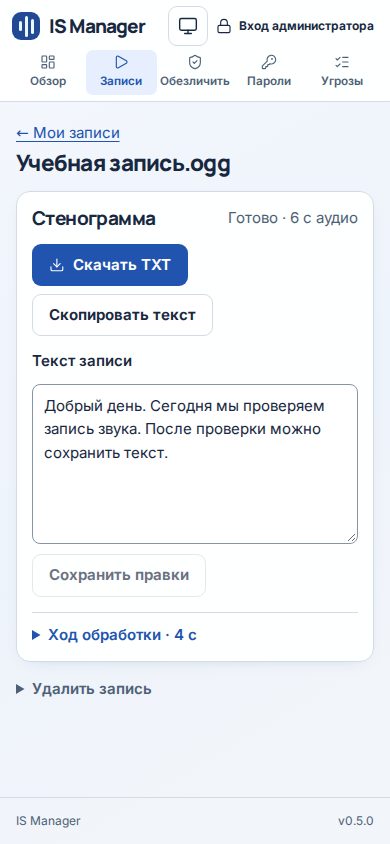 IS Manager
Вход администратора
Обзор
Записи
Обезличить
Пароли
Угрозы
← Мои записи
Учебная запись.ogg
Стенограмма
Готово · 6 с аудио
Скачать TXT
Скопировать текст
Текст записи
Добрый день. Сегодня мы проверяем
запись звука. После проверки можно
сохранить текст.
Сохранить правки
Ход обработки · 4 с
Удалить запись
IS Manager
v0.5.0